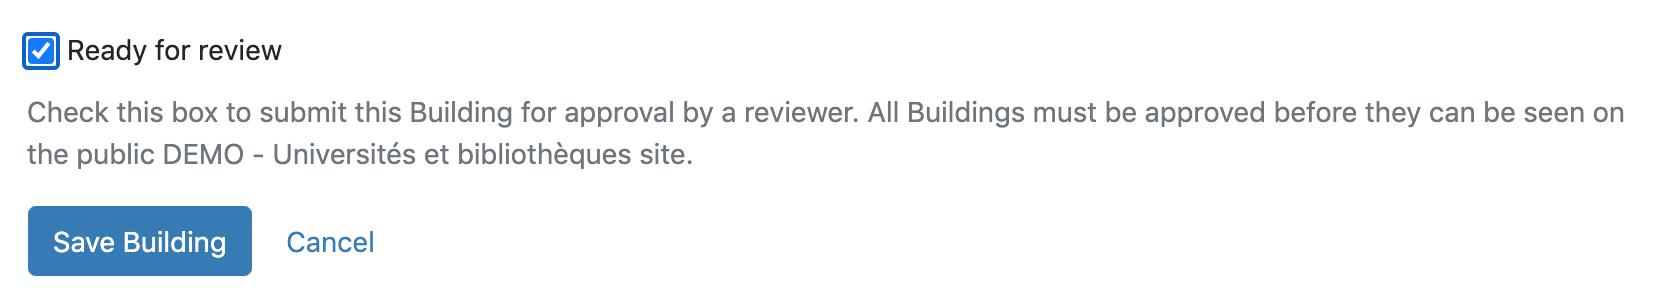 Ready for review
Check this box to submit this Building for approval by a reviewer. All Buildings must be approved before they can be seen on
the public DEMO - Universités et bibliothèques site.
Save Building Cancel